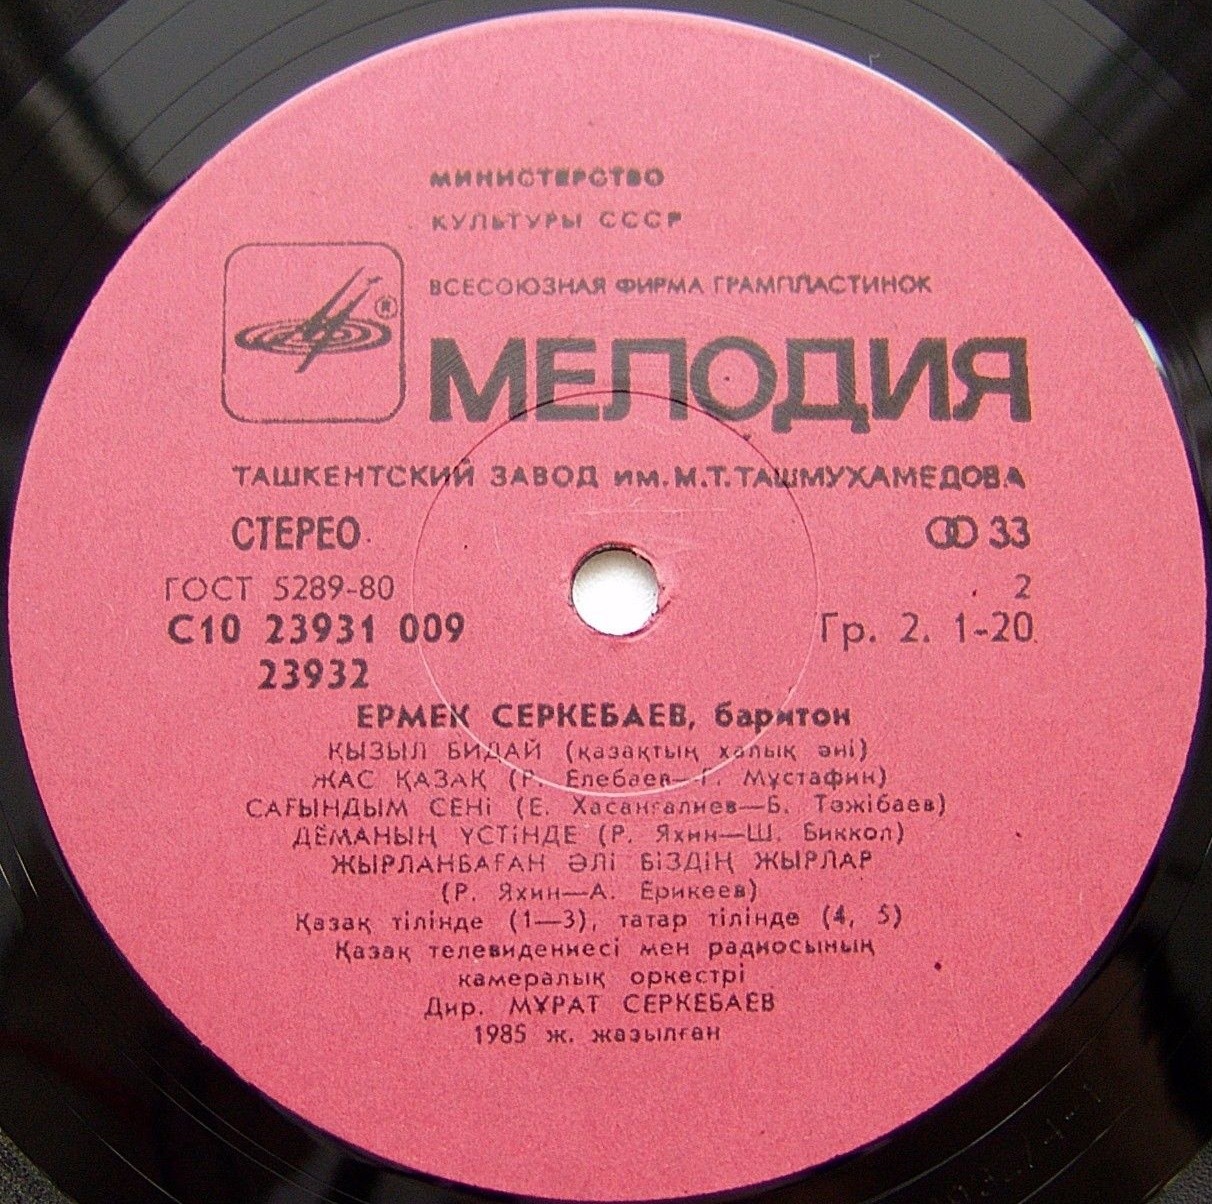 МИНИСТЕРСТВО
КУЛЬТУРЫ СССР
ВСЕСОЮЗНАЯ ФИРМА ГРАМПЛАСТИНОК
®
МЕЛОДИЯ
ТАШКЕНТСКИЙ ЗАВОД им. М.Т. ТАШМУХАМЕДОВА
СТЕРЕО 33
ГОСТ 5289-80 2
С10 23931 009 Гр. 2. 1-20
23932
ЕРМЕК СЕРКЕБАЕВ, баритон
ҚЫЗЫЛ БИДАЙ (қазақтың халық әні)
ЖАС ҚАЗАҚ (Р. Елебаев—Ғ. Мұстафин)
САҒЫНДЫМ СЕНІ (Е. Хасанғалиев—Б. Тәжібаев)
ДЁМАНЫҢ ҮСТІНДЕ (Р. Яхин—Ш. Биккол)
ЖЫРЛАНБАҒАН ӘЛІ БІЗДІҢ ЖЫРЛАР
(Р. Яхин—А. Ерикеев)
Қазақ тілінде (1—3), татар тілінде (4, 5)
Қазақ телевидениесі мен радиосының
камералық оркестрі
Дир. МҰРАТ СЕРКЕБАЕВ
1985 ж. жазылған